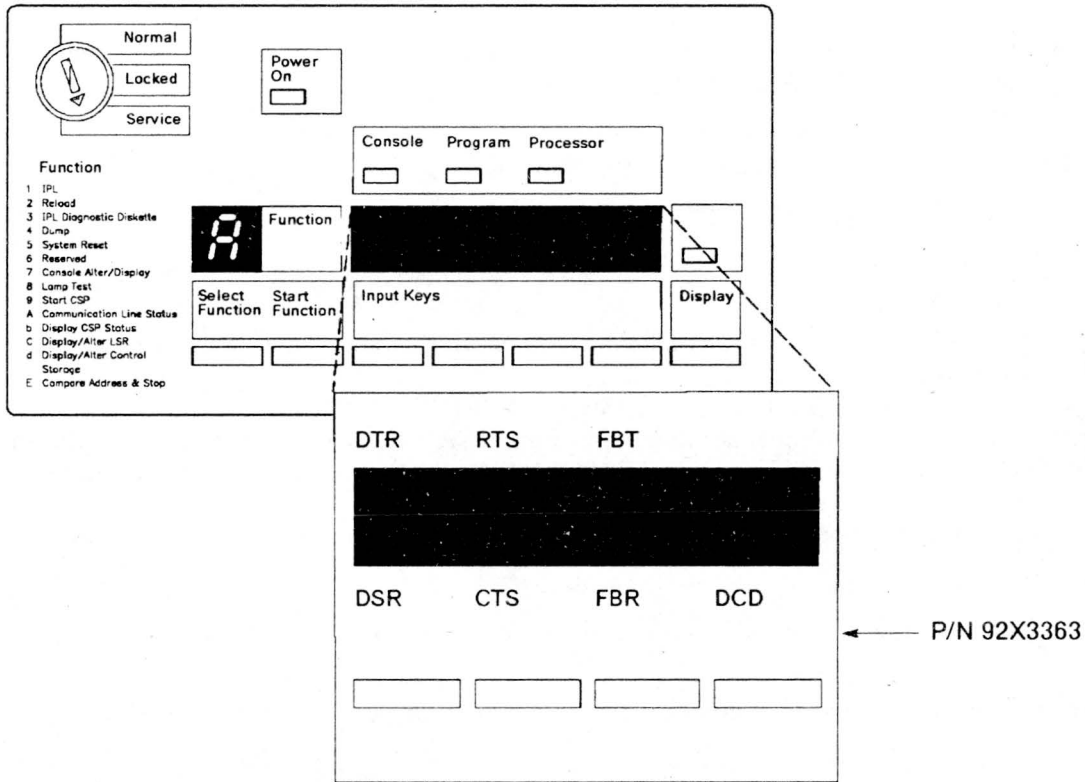 Normal
Locked
Service
Power
On
Console Program Processor
Function
1 IPL
2 Reload
3 IPL Diagnostic Diskette
4 Dump
5 System Reset
6 Reserved
7 Console Alter/Display
8 Lamp Test
9 Start CSP
A Communication Line Status
b Display CSP Status
C Display/Alter LSR
d Display/Alter Control
Storage
E Compare Address & Stop
A Function
Select Function
Start Function
Input Keys
Display
DTR RTS FBT
DSR CTS FBR DCD
P/N 92X3363